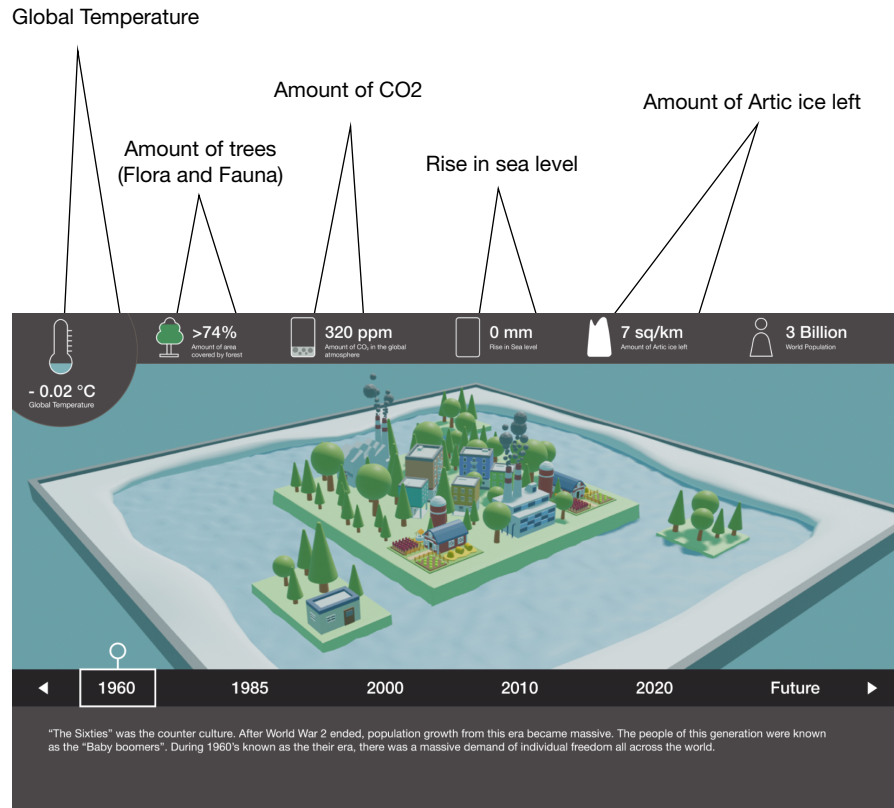 Global Temperature
Amount of CO2
Amount of Artic ice left
Amount of trees
(Flora and Fauna)
Rise in sea level
>74%
Amount of area
covered by forest
320 ppm
Amount of CO₂ in the global
atmosphere
0 mm
Rise in Sea level
7 sq/km
Amount of Artic ice left
3 Billion
World Population
- 0.02 °C
Global Temperature
1960
1985
2000
2010
2020
Future
“The Sixties” was the counter culture. After World War 2 ended, population growth from this era became massive. The people of this generation were known
as the “Baby boomers”. During 1960’s known as the their era, there was a massive demand of individual freedom all across the world.